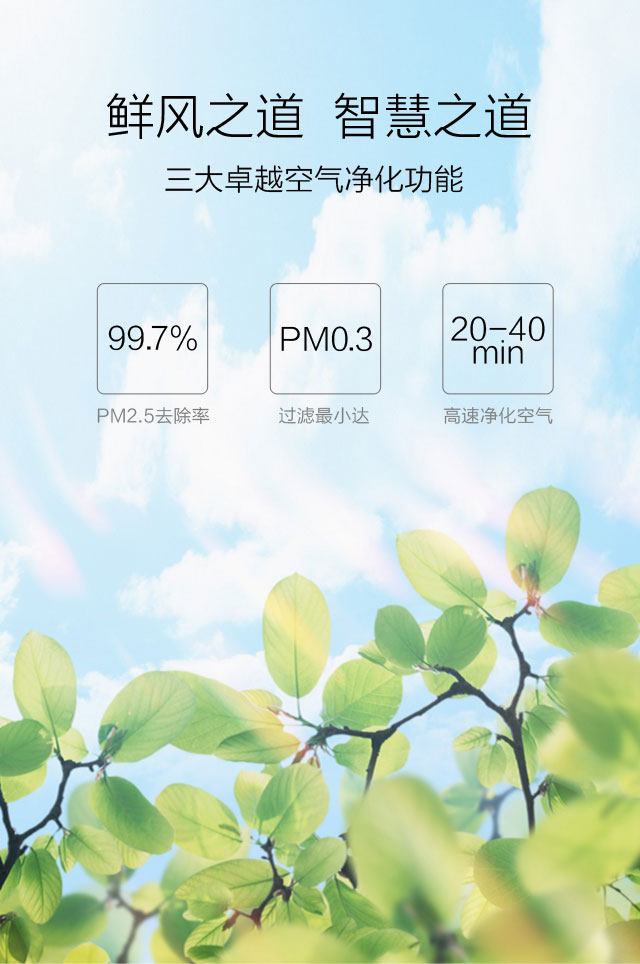 鲜风之道 智慧之道
三大卓越空气净化功能
99.7%
PM2.5去除率
PM0.3
过滤最小达
20-40
min
高速净化空气